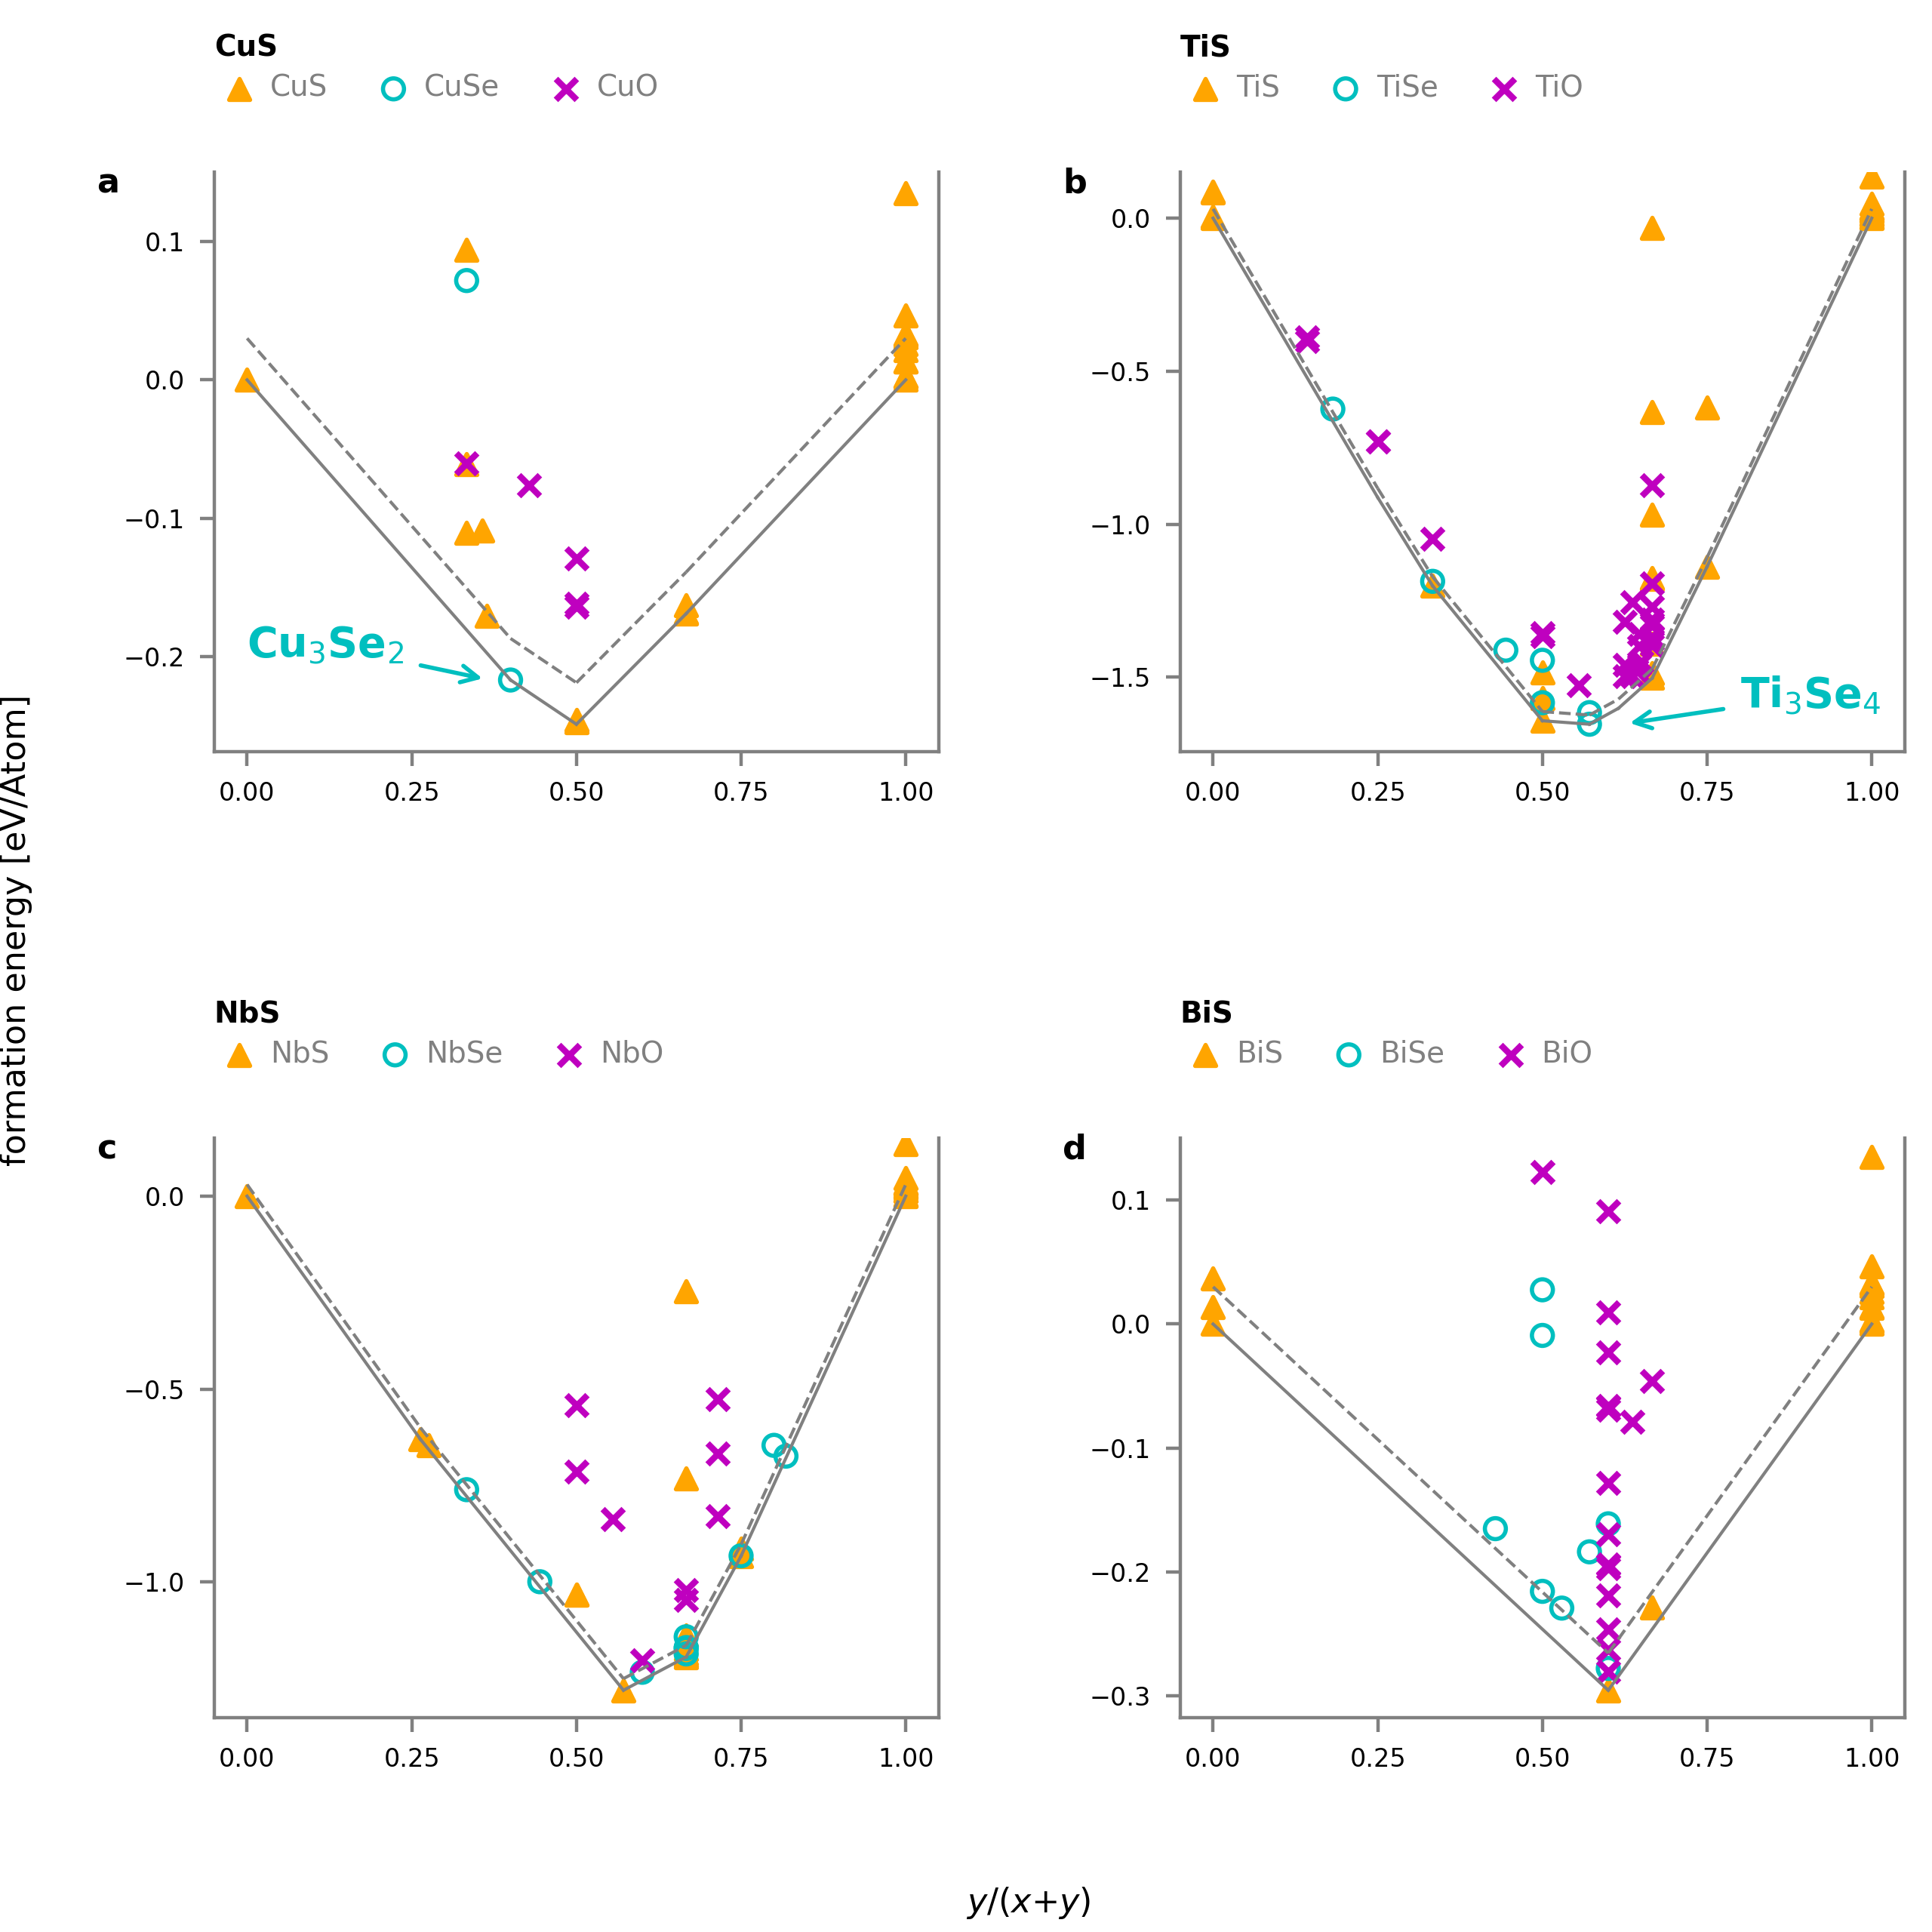 CuS
CuS CuSe CuO
a
0.1
0.0
−0.1
−0.2
Cu₃Se₂
0.00 0.25 0.50 0.75 1.00
TiS
TiS TiSe TiO
b
0.0
−0.5
−1.0
−1.5
Ti₃Se₄
0.00 0.25 0.50 0.75 1.00
formation energy [eV/Atom]
NbS
NbS NbSe NbO
c
0.0
−0.5
−1.0
0.00 0.25 0.50 0.75 1.00
BiS
BiS BiSe BiO
d
0.1
0.0
−0.1
−0.2
−0.3
0.00 0.25 0.50 0.75 1.00
y/(x+y)